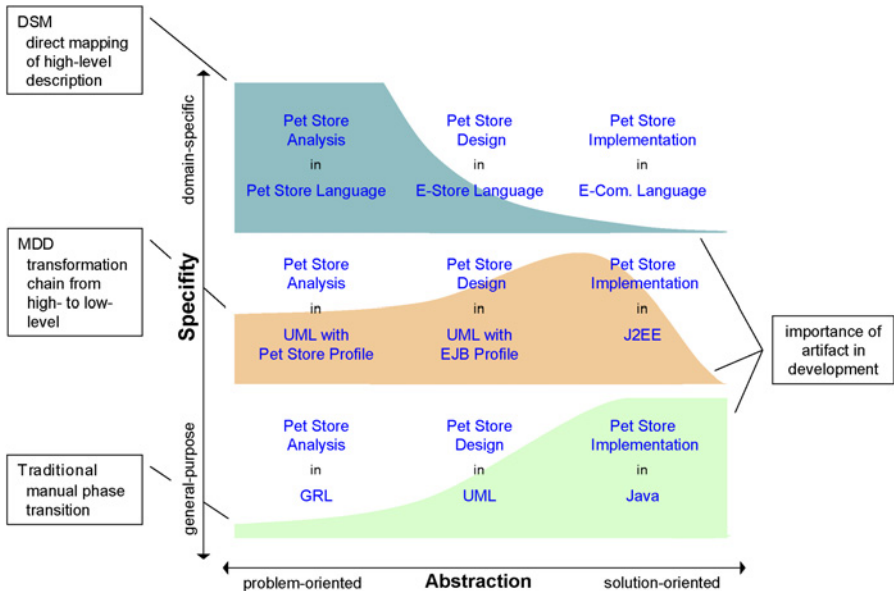 DSM
direct mapping
of high-level
description
domain-specific
Pet Store
Analysis
in
Pet Store Language
Pet Store
Design
in
E-Store Language
Pet Store
Implementation
in
E-Com. Language
MDD
transformation
chain from
high- to low-
level
Specifity
Pet Store
Analysis
in
UML with
Pet Store Profile
Pet Store
Design
in
UML with
EJB Profile
Pet Store
Implementation
in
J2EE
importance of
artifact in
development
Traditional
manual phase
transition
general-purpose
Pet Store
Analysis
in
GRL
Pet Store
Design
in
UML
Pet Store
Implementation
in
Java
problem-oriented
Abstraction
solution-oriented